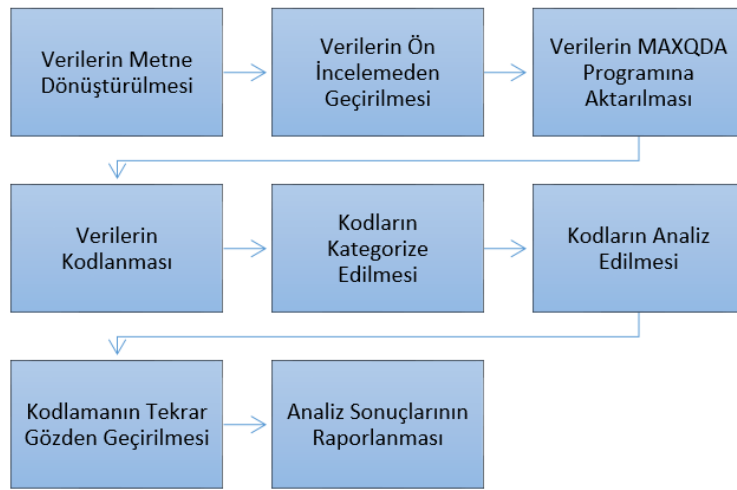 Verilerin Metne
Dönüştürülmesi
Verilerin Ön
İncelemeden
Geçirilmesi
Verilerin MAXQDA
Programına
Aktarılması
Verilerin
Kodlanması
Kodların
Kategorize
Edilmesi
Kodların Analiz
Edilmesi
Kodlamanın Tekrar
Gözden Geçirilmesi
Analiz Sonuçlarının
Raporlanması